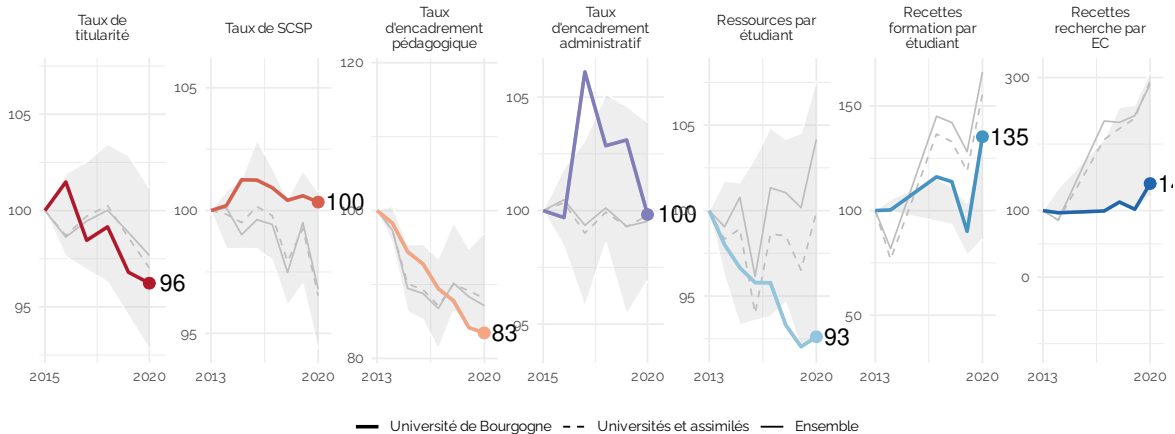 Taux de
titularité
Taux de SCSP
Taux
d'encadrement
pédagogique
Taux
d'encadrement
administratif
Ressources par
étudiant
Recettes
formation par
étudiant
Recettes
recherche par
EC
105
100
95
96
2015 2020
105
100
95
100
2013 2020
120
100
80
83
2013 2020
105
100
95
100
2015 2020
105
100
95
93
2013 2020
150
100
50
135
2013 2020
300
200
100
0
14
2013 2020
Université de Bourgogne Universités et assimilés Ensemble